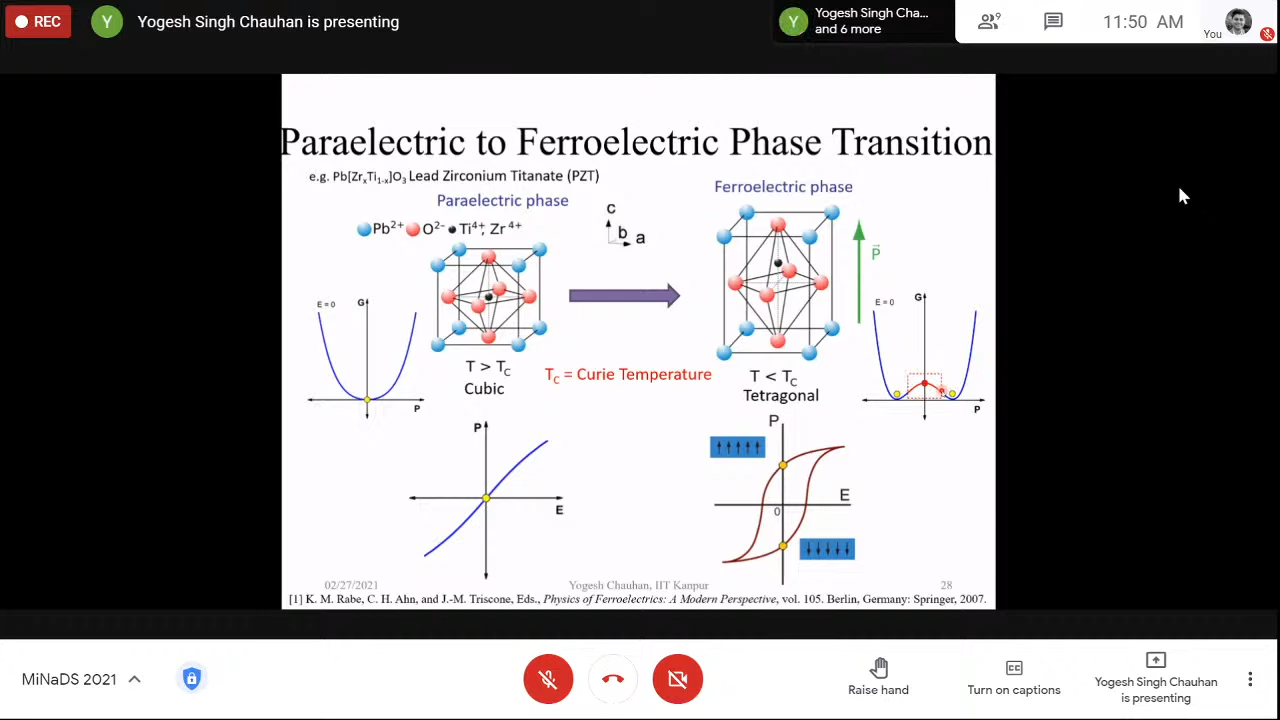 REC
Y
Yogesh Singh Chauhan is presenting
Y
Yogesh Singh Cha...
and 6 more
9
11:50 AM
You
Paraelectric to Ferroelectric Phase Transition
e.g. Pb[ZrxTi1-x]O3 Lead Zirconium Titanate (PZT)
Paraelectric phase
Ferroelectric phase
Pb2+ O2- Ti4+, Zr 4+
c
b
a
P
E = 0
G
P
T > TC
Cubic
TC = Curie Temperature
T < TC
Tetragonal
E = 0
G
P
P
E
P
E
0
02/27/2021
Yogesh Chauhan, IIT Kanpur
28
[1] K. M. Rabe, C. H. Ahn, and J.-M. Triscone, Eds., Physics of Ferroelectrics: A Modern Perspective, vol. 105. Berlin, Germany: Springer, 2007.
MiNaDS 2021
Raise hand
CC
Turn on captions
Yogesh Singh Chauhan
is presenting